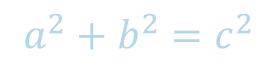 a² + b² = c²